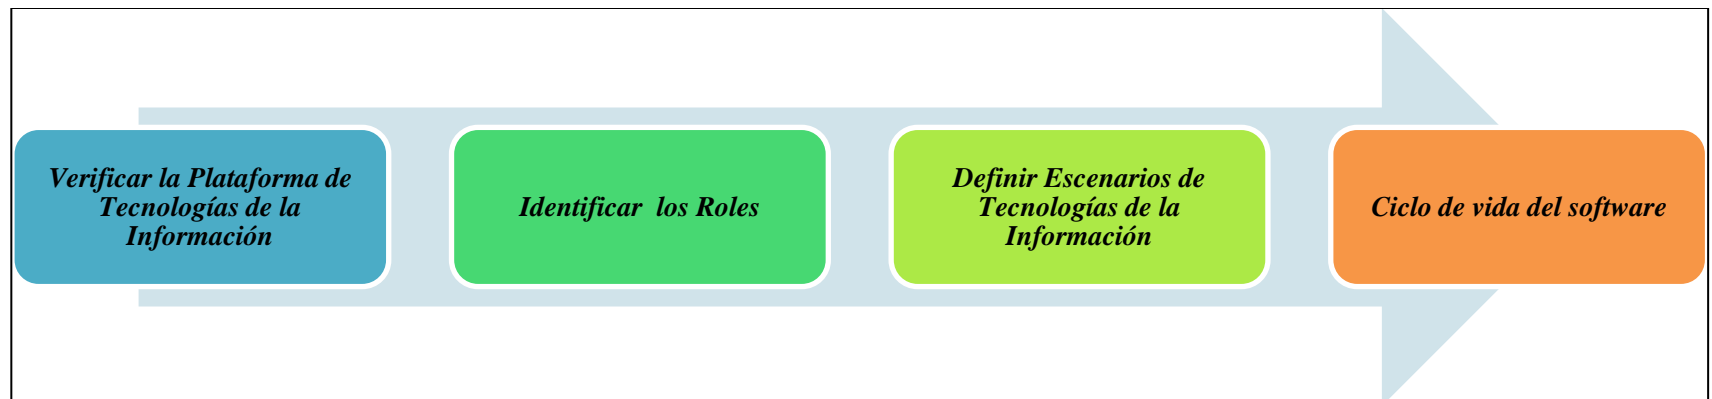 Verificar la Plataforma de
Tecnologías de la
Información
Identificar  los Roles
Definir Escenarios de
Tecnologías de la
Información
Ciclo de vida del software